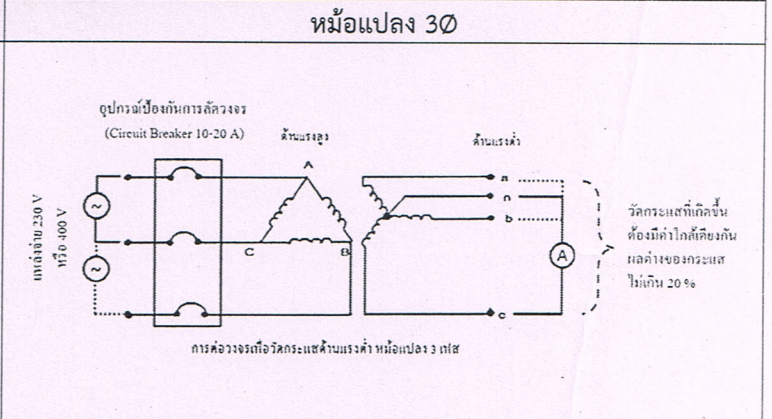 หม้อแปลง 3Ø
อุปกรณ์ป้องกันการลัดวงจร
(Circuit Breaker 10-20 A)
ด้านแรงสูง
ด้านแรงต่ำ
A
C
B
a
n
b
c
A
~
~
แหล่งจ่าย 230 V
หรือ 400 V
วัดกระแสที่เกิดขึ้น
ต้องมีค่าใกล้เคียงกัน
ผลต่างของกระแส
ไม่เกิน 20 %
การต่อวงจรเพื่อวัดกระแสด้านแรงต่ำ หม้อแปลง 3 เฟส